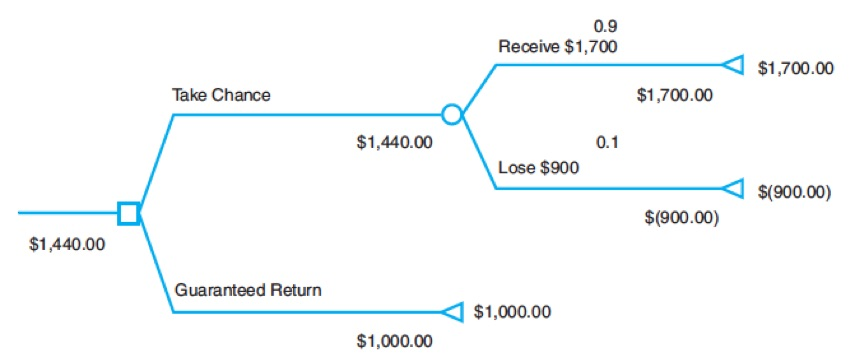 0.9
Receive $1,700
$1,700.00
$1,700.00
Take Chance
$1,440.00
0.1
Lose $900
$(900.00)
$(900.00)
$1,440.00
Guaranteed Return
$1,000.00
$1,000.00